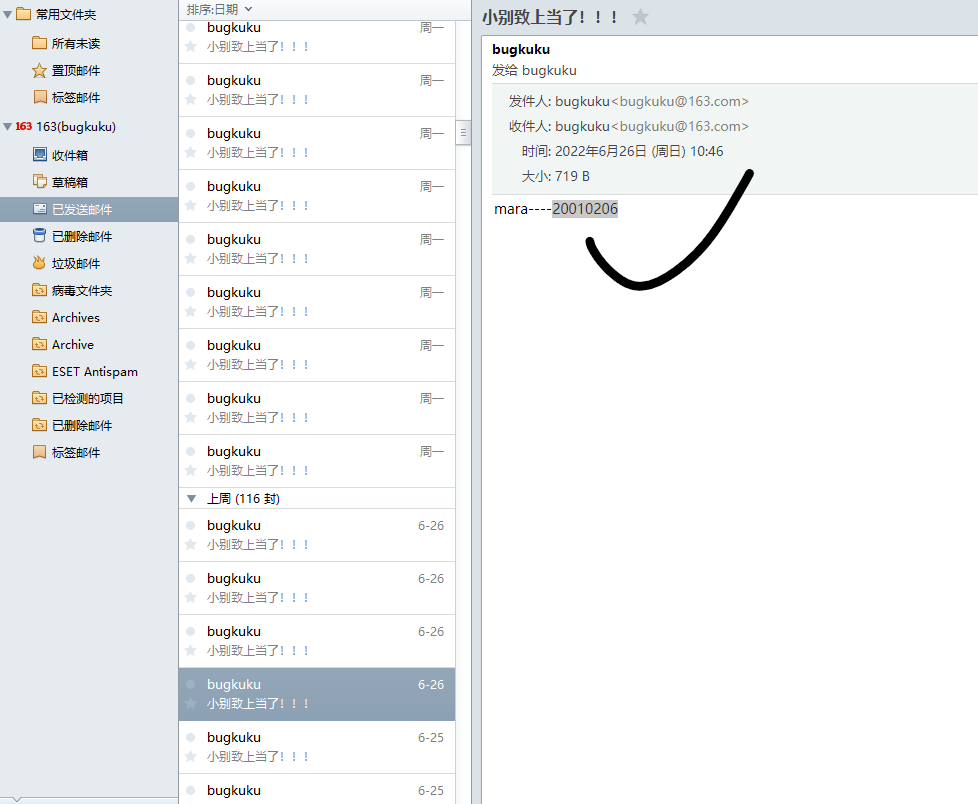 常用文件夹
所有未读
置顶邮件
标签邮件
163 163(bugkuku)
收件箱
草稿箱
已发送邮件
已删除邮件
垃圾邮件
病毒文件夹
Archives
Archive
ESET Antispam
已检测的项目
已删除邮件
标签邮件
排序:日期
bugkuku 周一
小别致上当了！！！
bugkuku 周一
小别致上当了！！！
bugkuku 周一
小别致上当了！！！
bugkuku 周一
小别致上当了！！！
bugkuku 周一
小别致上当了！！！
bugkuku 周一
小别致上当了！！！
bugkuku 周一
小别致上当了！！！
bugkuku 周一
小别致上当了！！！
bugkuku 周一
小别致上当了！！！
上周 (116 封)
bugkuku 6-26
小别致上当了！！！
bugkuku 6-26
小别致上当了！！！
bugkuku 6-26
小别致上当了！！！
bugkuku 6-26
小别致上当了！！！
bugkuku 6-25
小别致上当了！！！
bugkuku 6-25
小别致上当了！！！
bugkuku
发给 bugkuku
发件人: bugkuku<bugkuku@163.com>
收件人: bugkuku<bugkuku@163.com>
时间: 2022年6月26日 (周日) 10:46
大小: 719 B
mara----20010206